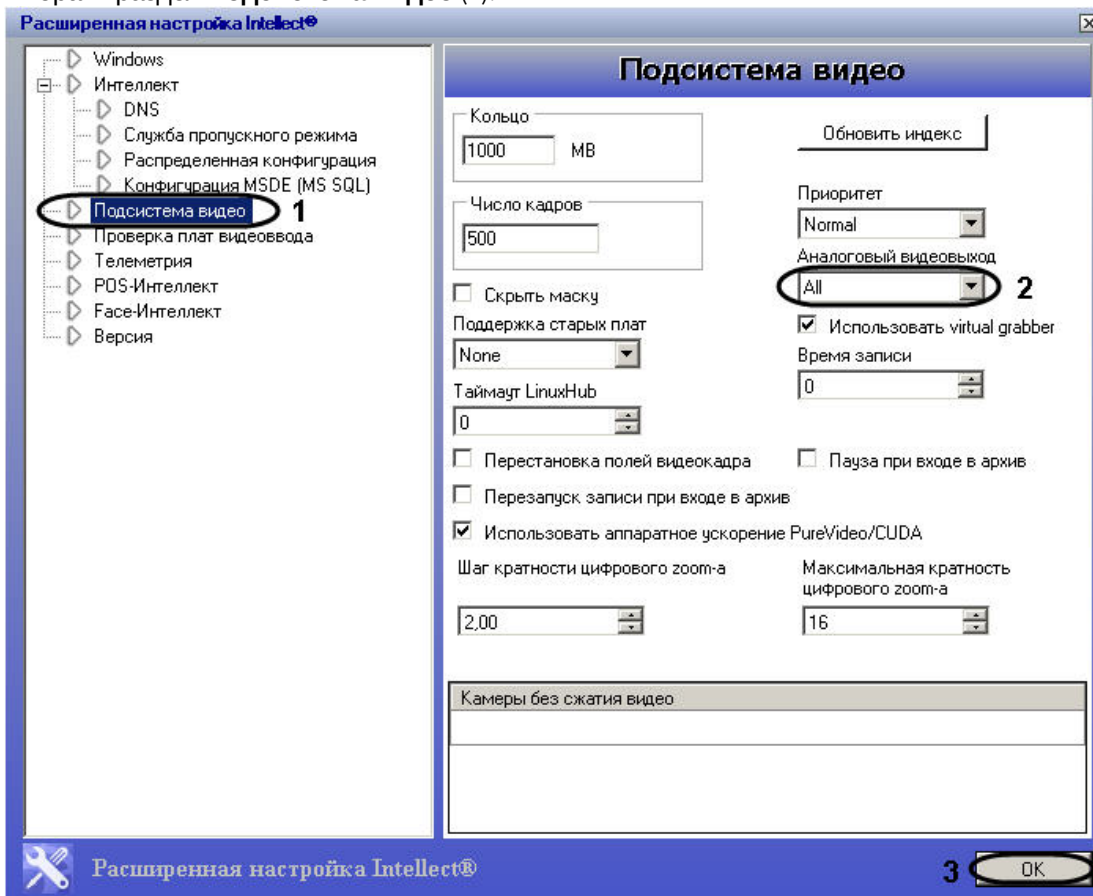 Расширенная настройка Intellect®
Windows
Интеллект
DNS
Служба пропускного режима
Распределенная конфигурация
Конфигурация MSDE (MS SQL)
Подсистема видео
1
Проверка плат видеоввода
Телеметрия
POS-Интеллект
Face-Интеллект
Версия
Подсистема видео
Кольцо
1000 MB
Обновить индекс
Число кадров
500
Приоритет
Normal
Аналоговый видеовыход
All
2
Скрыть маску
Использовать virtual grabber
Поддержка старых плат
None
Время записи
0
Таймаут LinuxHub
0
Перестановка полей видеокадра
Пауза при входе в архив
Перезапуск записи при входе в архив
Использовать аппаратное ускорение PureVideo/CUDA
Шаг кратности цифрового zoom-а
2,00
Максимальная кратность
цифрового zoom-а
16
Камеры без сжатия видео
Расширенная настройка Intellect®
3
OK